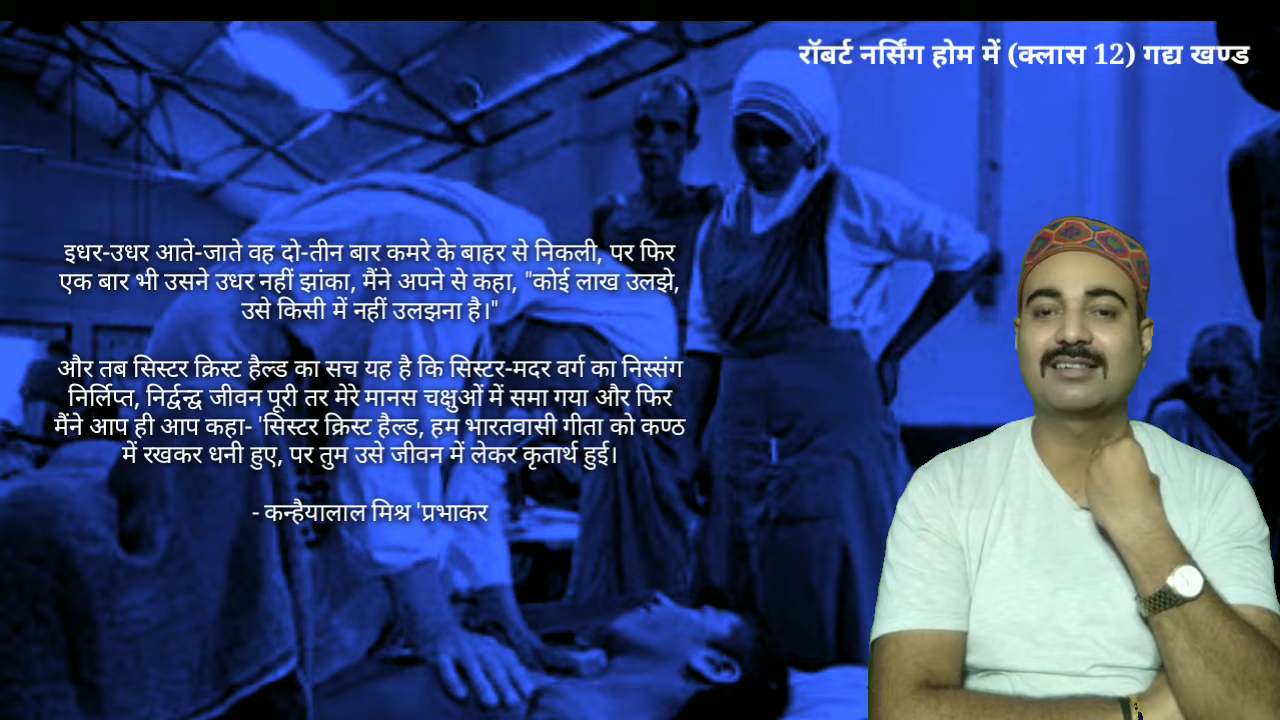 रॉबर्ट नर्सिंग होम में (क्लास 12) गद्य खण्ड
इधर-उधर आते-जाते वह दो-तीन बार कमरे के बाहर से निकली, पर फिर
एक बार भी उसने उधर नहीं झांका, मैंने अपने से कहा, "कोई लाख उलझे,
उसे किसी में नहीं उलझना है।"
और तब सिस्टर क्रिस्ट हैल्ड का सच यह है कि सिस्टर-मदर वर्ग का निस्संग
निर्लिप्त, निर्द्वन्द्व जीवन पूरी तर मेरे मानस चक्षुओं में समा गया और फिर
मैंने आप ही आप कहा- 'सिस्टर क्रिस्ट हैल्ड, हम भारतवासी गीता को कण्ठ
में रखकर धनी हुए, पर तुम उसे जीवन में लेकर कृतार्थ हुई।
- कन्हैयालाल मिश्र 'प्रभाकर